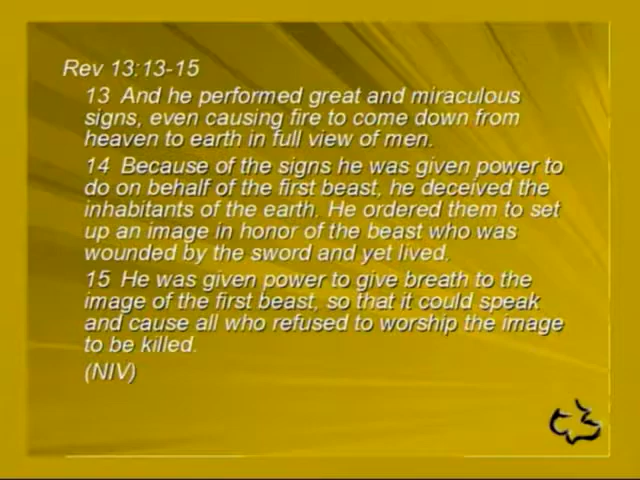 Rev 13:13-15
13 And he performed great and miraculous
signs, even causing fire to come down from
heaven to earth in full view of men.
14 Because of the signs he was given power to
do on behalf of the first beast, he deceived the
inhabitants of the earth. He ordered them to set
up an image in honor of the beast who was
wounded by the sword and yet lived.
15 He was given power to give breath to the
image of the first beast, so that it could speak
and cause all who refused to worship the image
to be killed.
(NIV)